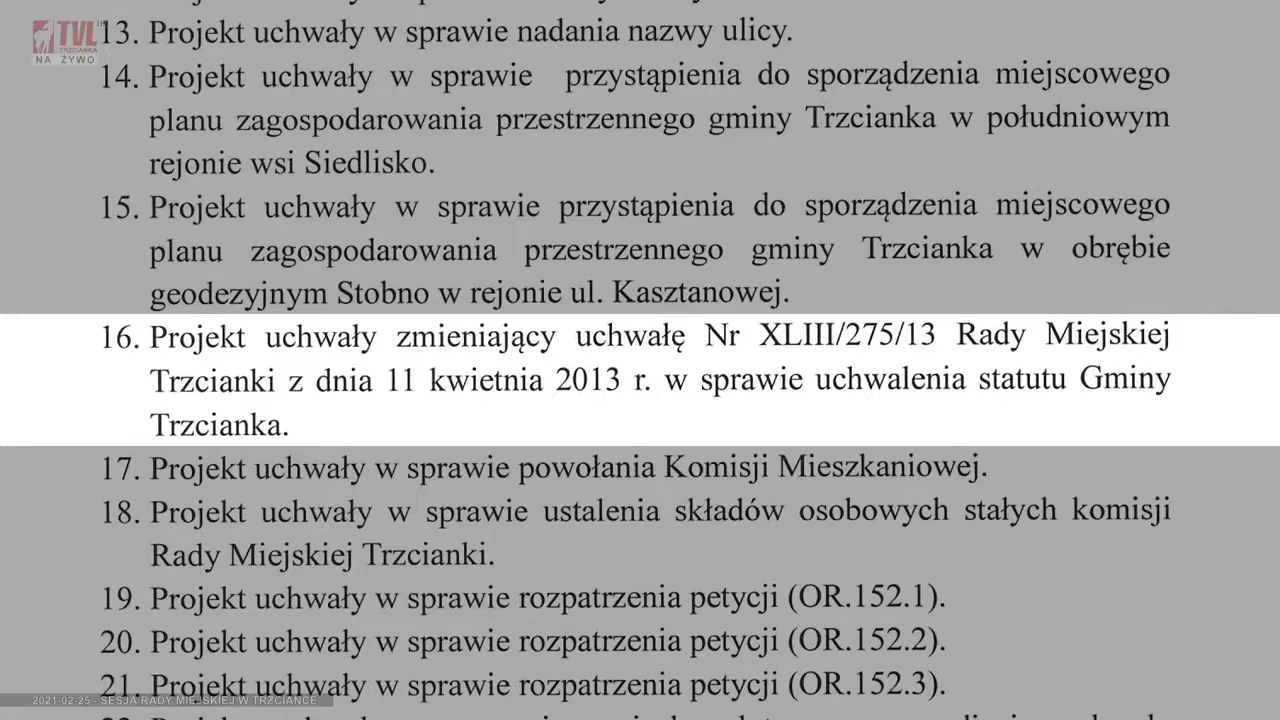 TVL
TRZCIANKA
NA ŻYWO
13. Projekt uchwały w sprawie nadania nazwy ulicy.
14. Projekt uchwały w sprawie przystąpienia do sporządzenia miejscowego
planu zagospodarowania przestrzennego gminy Trzcianka w południowym
rejonie wsi Siedlisko.
15. Projekt uchwały w sprawie przystąpienia do sporządzenia miejscowego
planu zagospodarowania przestrzennego gminy Trzcianka w obrębie
geodezyjnym Stobno w rejonie ul. Kasztanowej.
16. Projekt uchwały zmieniający uchwałę Nr XLIII/275/13 Rady Miejskiej
Trzcianki z dnia 11 kwietnia 2013 r. w sprawie uchwalenia statutu Gminy
Trzcianka.
17. Projekt uchwały w sprawie powołania Komisji Mieszkaniowej.
18. Projekt uchwały w sprawie ustalenia składów osobowych stałych komisji
Rady Miejskiej Trzcianki.
19. Projekt uchwały w sprawie rozpatrzenia petycji (OR.152.1).
20. Projekt uchwały w sprawie rozpatrzenia petycji (OR.152.2).
21. Projekt uchwały w sprawie rozpatrzenia petycji (OR.152.3).
2021-02-25 - SESJA RADY MIEJSKIEJ W TRZCIANCE